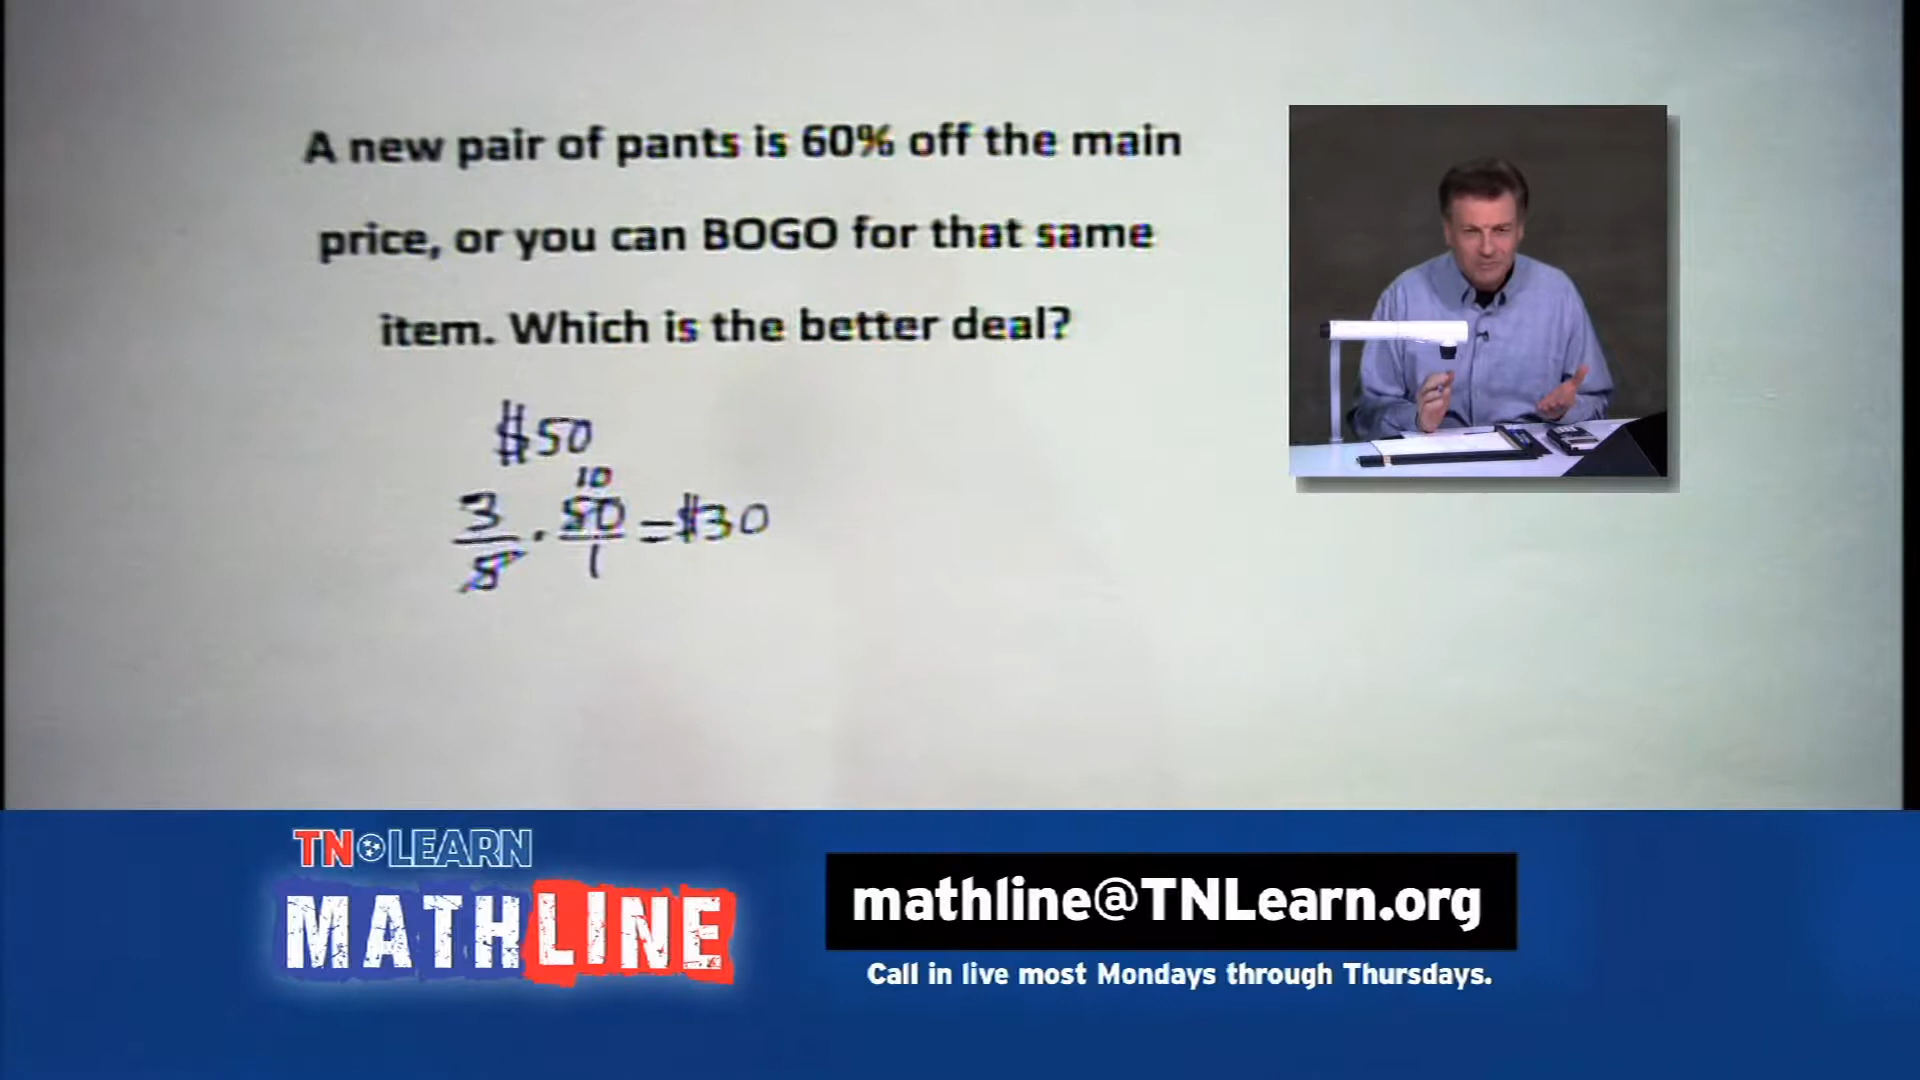 A new pair of pants is 60% off the main
price, or you can BOGO for that same
item. Which is the better deal?
$50
10
3/5 · 50/1 = $30
TN LEARN
MATHLINE
mathline@TNLearn.org
Call in live most Mondays through Thursdays.